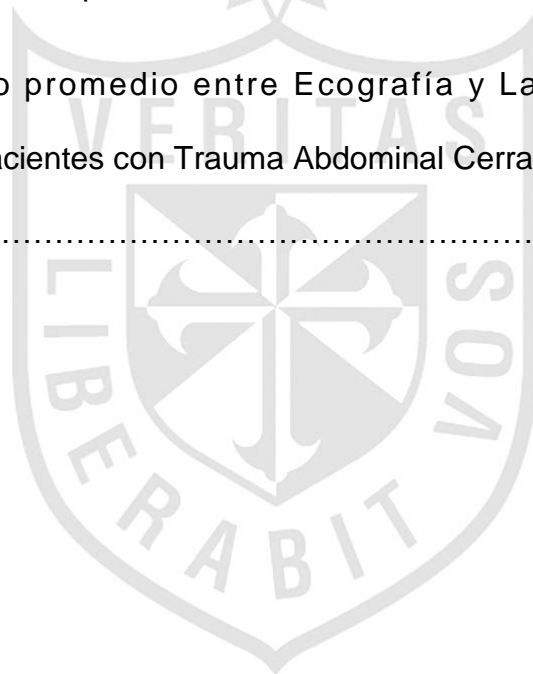 o promedio entre Ecografía y La
acientes con Trauma Abdominal Cerra
................................................
VERITAS
LIBERABIT VOS